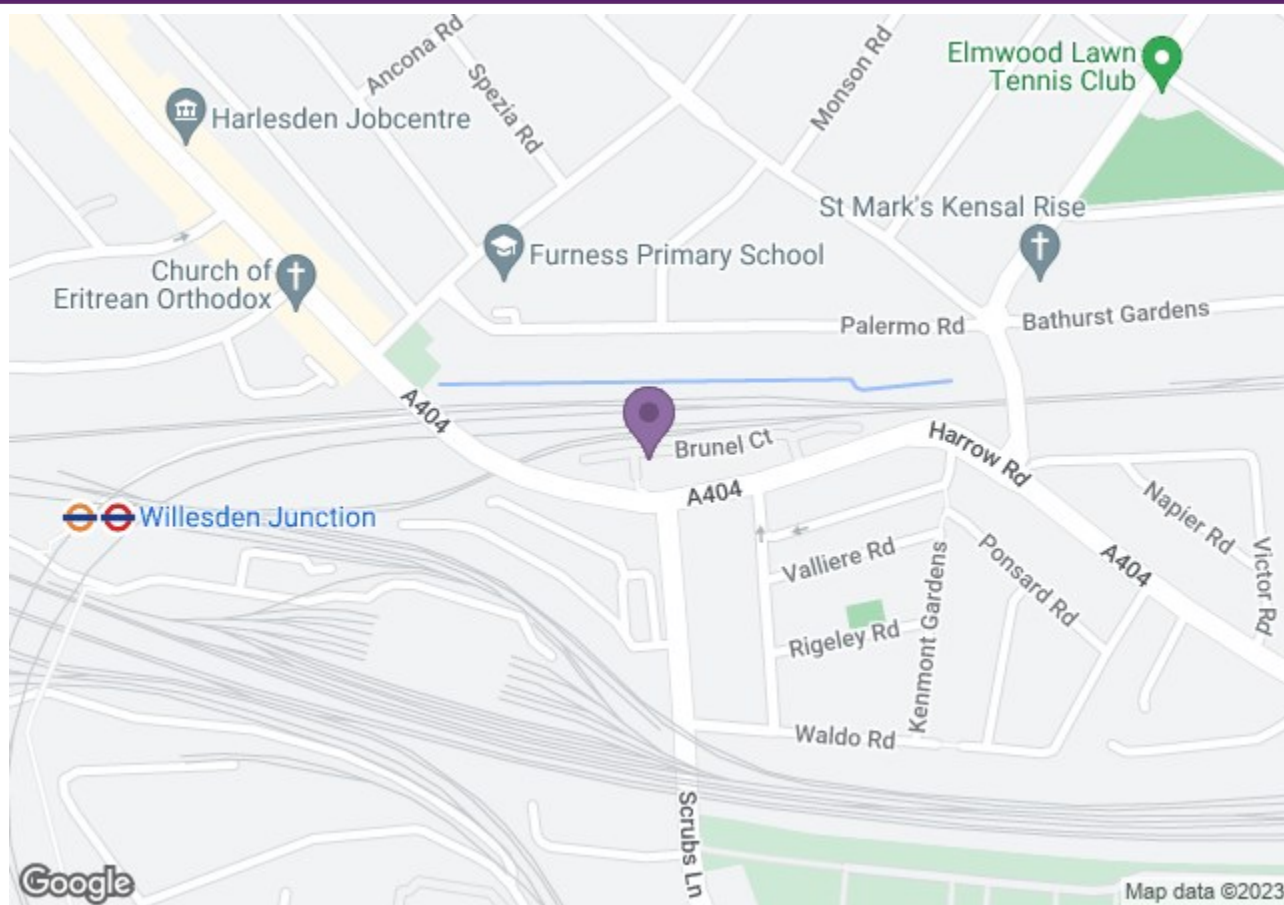 Ancona Rd
Spezia Rd
Monson Rd
Elmwood Lawn
Tennis Club
Harlesden Jobcentre
St Mark's Kensal Rise
Furness Primary School
Church of
Eritrean Orthodox
Palermo Rd
Bathurst Gardens
A404
Brunel Ct
Harrow Rd
A404
Willesden Junction
Napier Rd
Victor Rd
Valliere Rd
Ponsard Rd
A404
Kenmont Gardens
Rigeley Rd
Waldo Rd
Scrubs Ln
Google
Map data ©2023